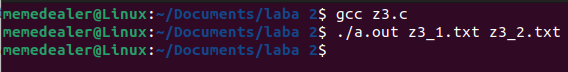 memedealer@Linux:~/Documents/laba 2$ gcc z3.c
memedealer@Linux:~/Documents/laba 2$ ./a.out z3_1.txt z3_2.txt
memedealer@Linux:~/Documents/laba 2$